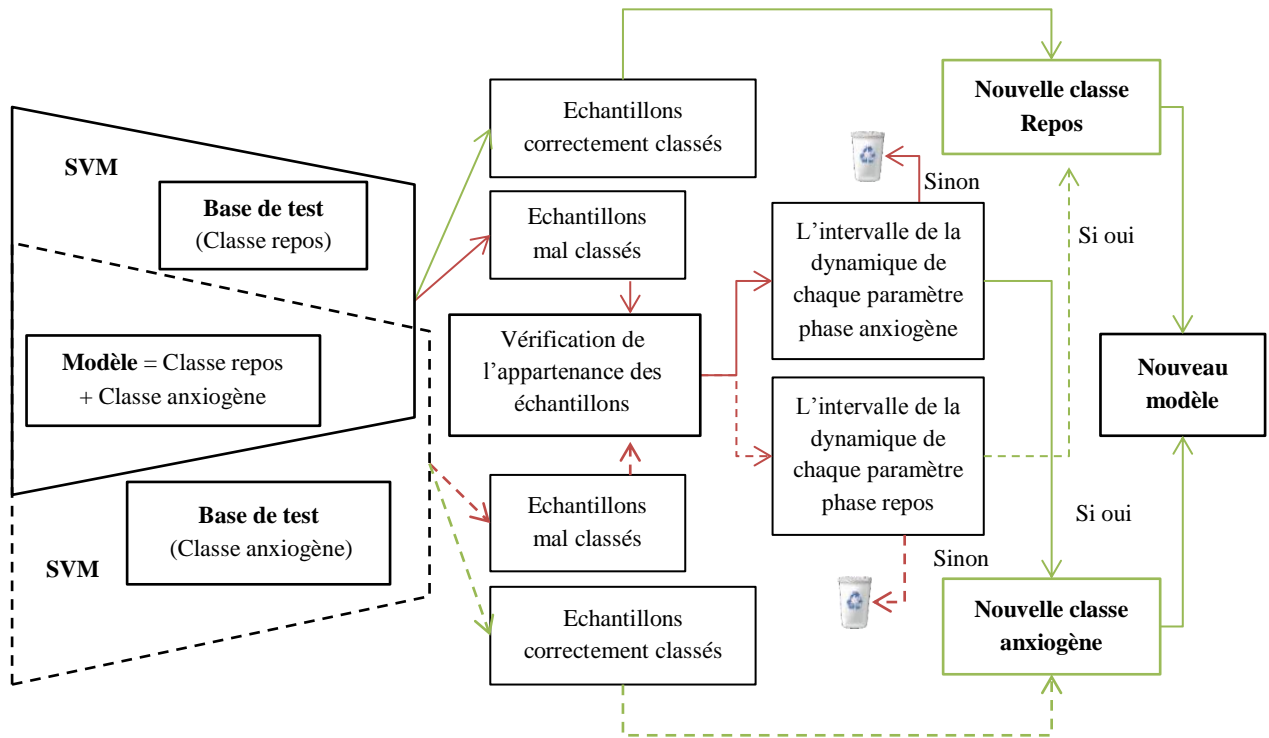 SVM
Base de test
(Classe repos)
Modèle = Classe repos
+ Classe anxiogène
Base de test
(Classe anxiogène)
SVM
Echantillons
correctement classés
Echantillons
mal classés
Vérification de
l'appartenance des
échantillons
Echantillons
mal classés
Echantillons
correctement classés
Sinon
L'intervalle de la
dynamique de
chaque paramètre
phase anxiogène
L'intervalle de la
dynamique de
chaque paramètre
phase repos
Sinon
Nouvelle classe
Repos
Si oui
Nouveau
modèle
Si oui
Nouvelle classe
anxiogène